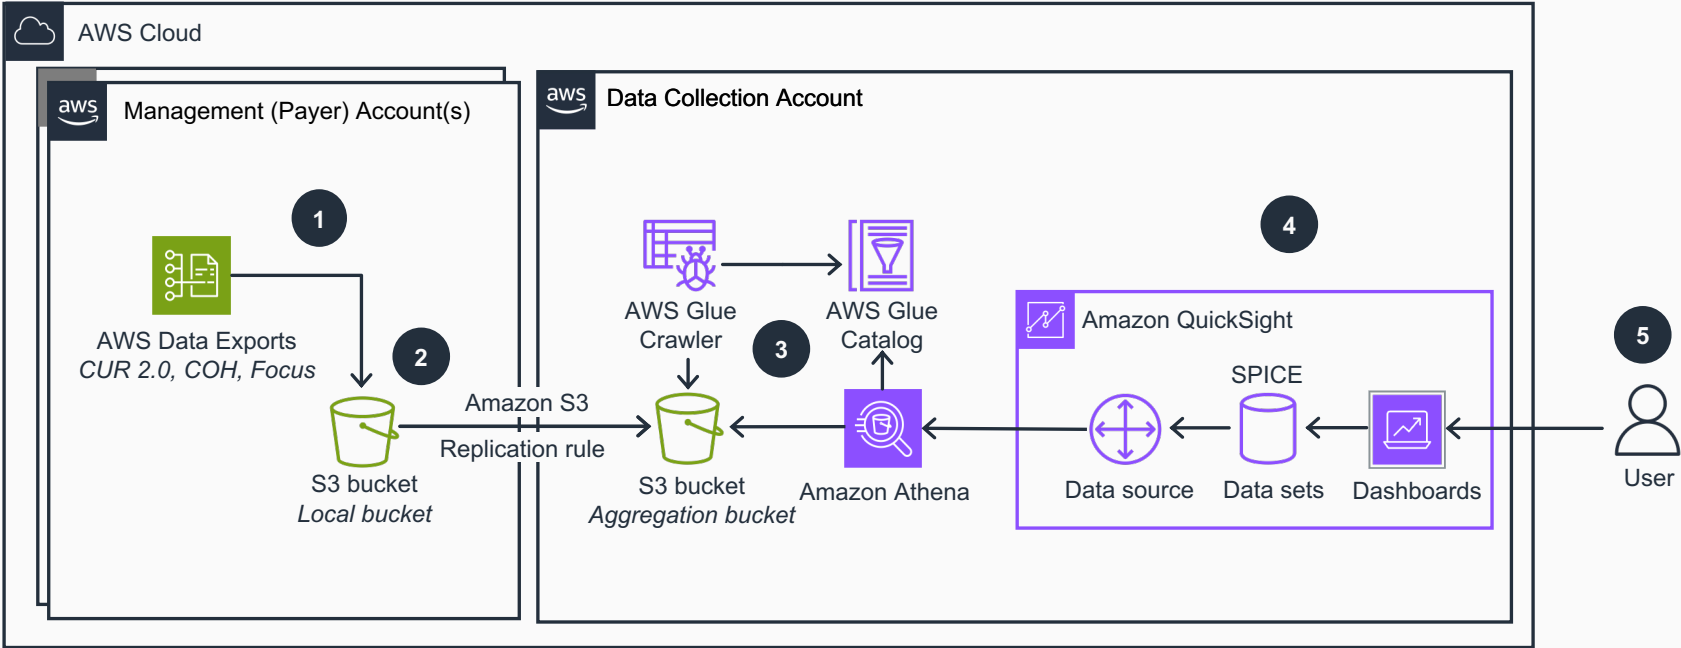 AWS Cloud
aws
Management (Payer) Account(s)
1
AWS Data Exports
CUR 2.0, COH, Focus
2
S3 bucket
Local bucket
Amazon S3
Replication rule
aws
Data Collection Account
AWS Glue
Crawler
AWS Glue
Catalog
3
S3 bucket
Aggregation bucket
Amazon Athena
4
Amazon QuickSight
SPICE
Data source
Data sets
Dashboards
5
User